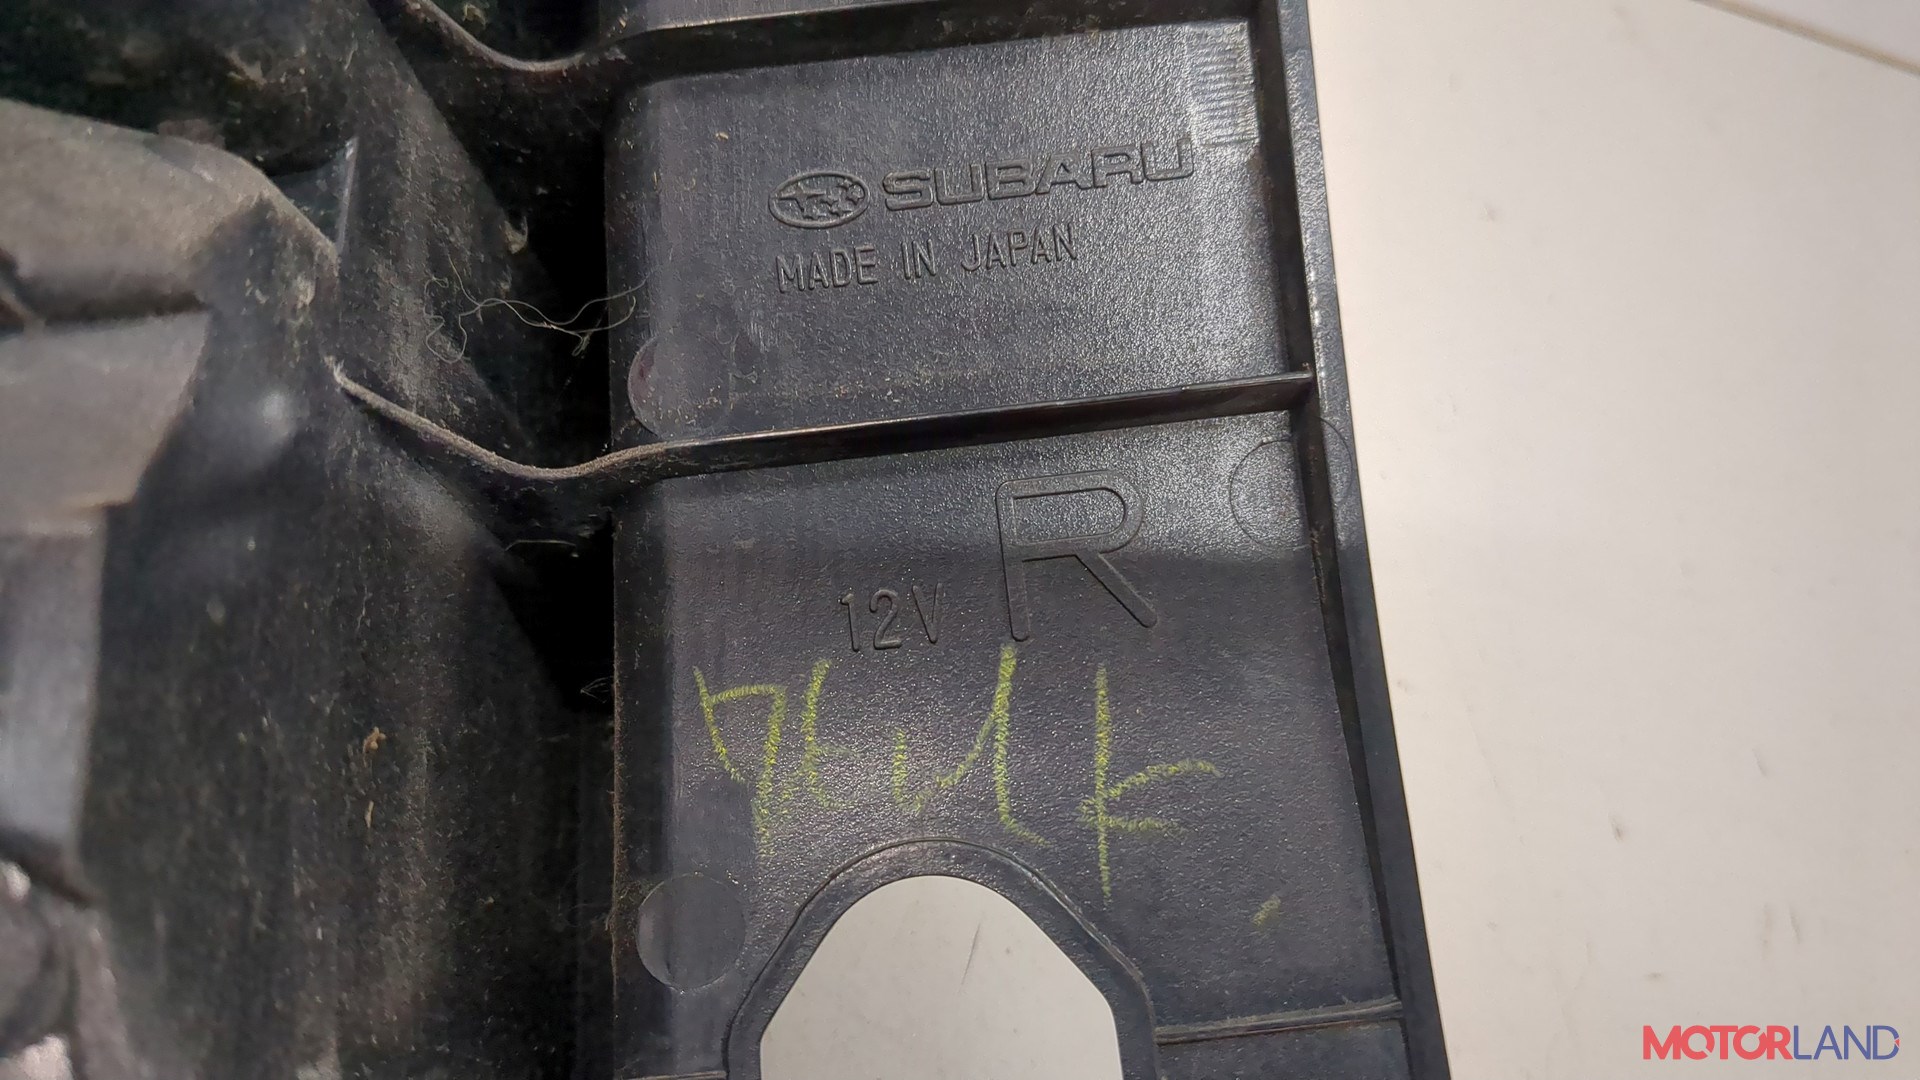 SUBARU
MADE IN JAPAN
R
12V
MOTORLAND